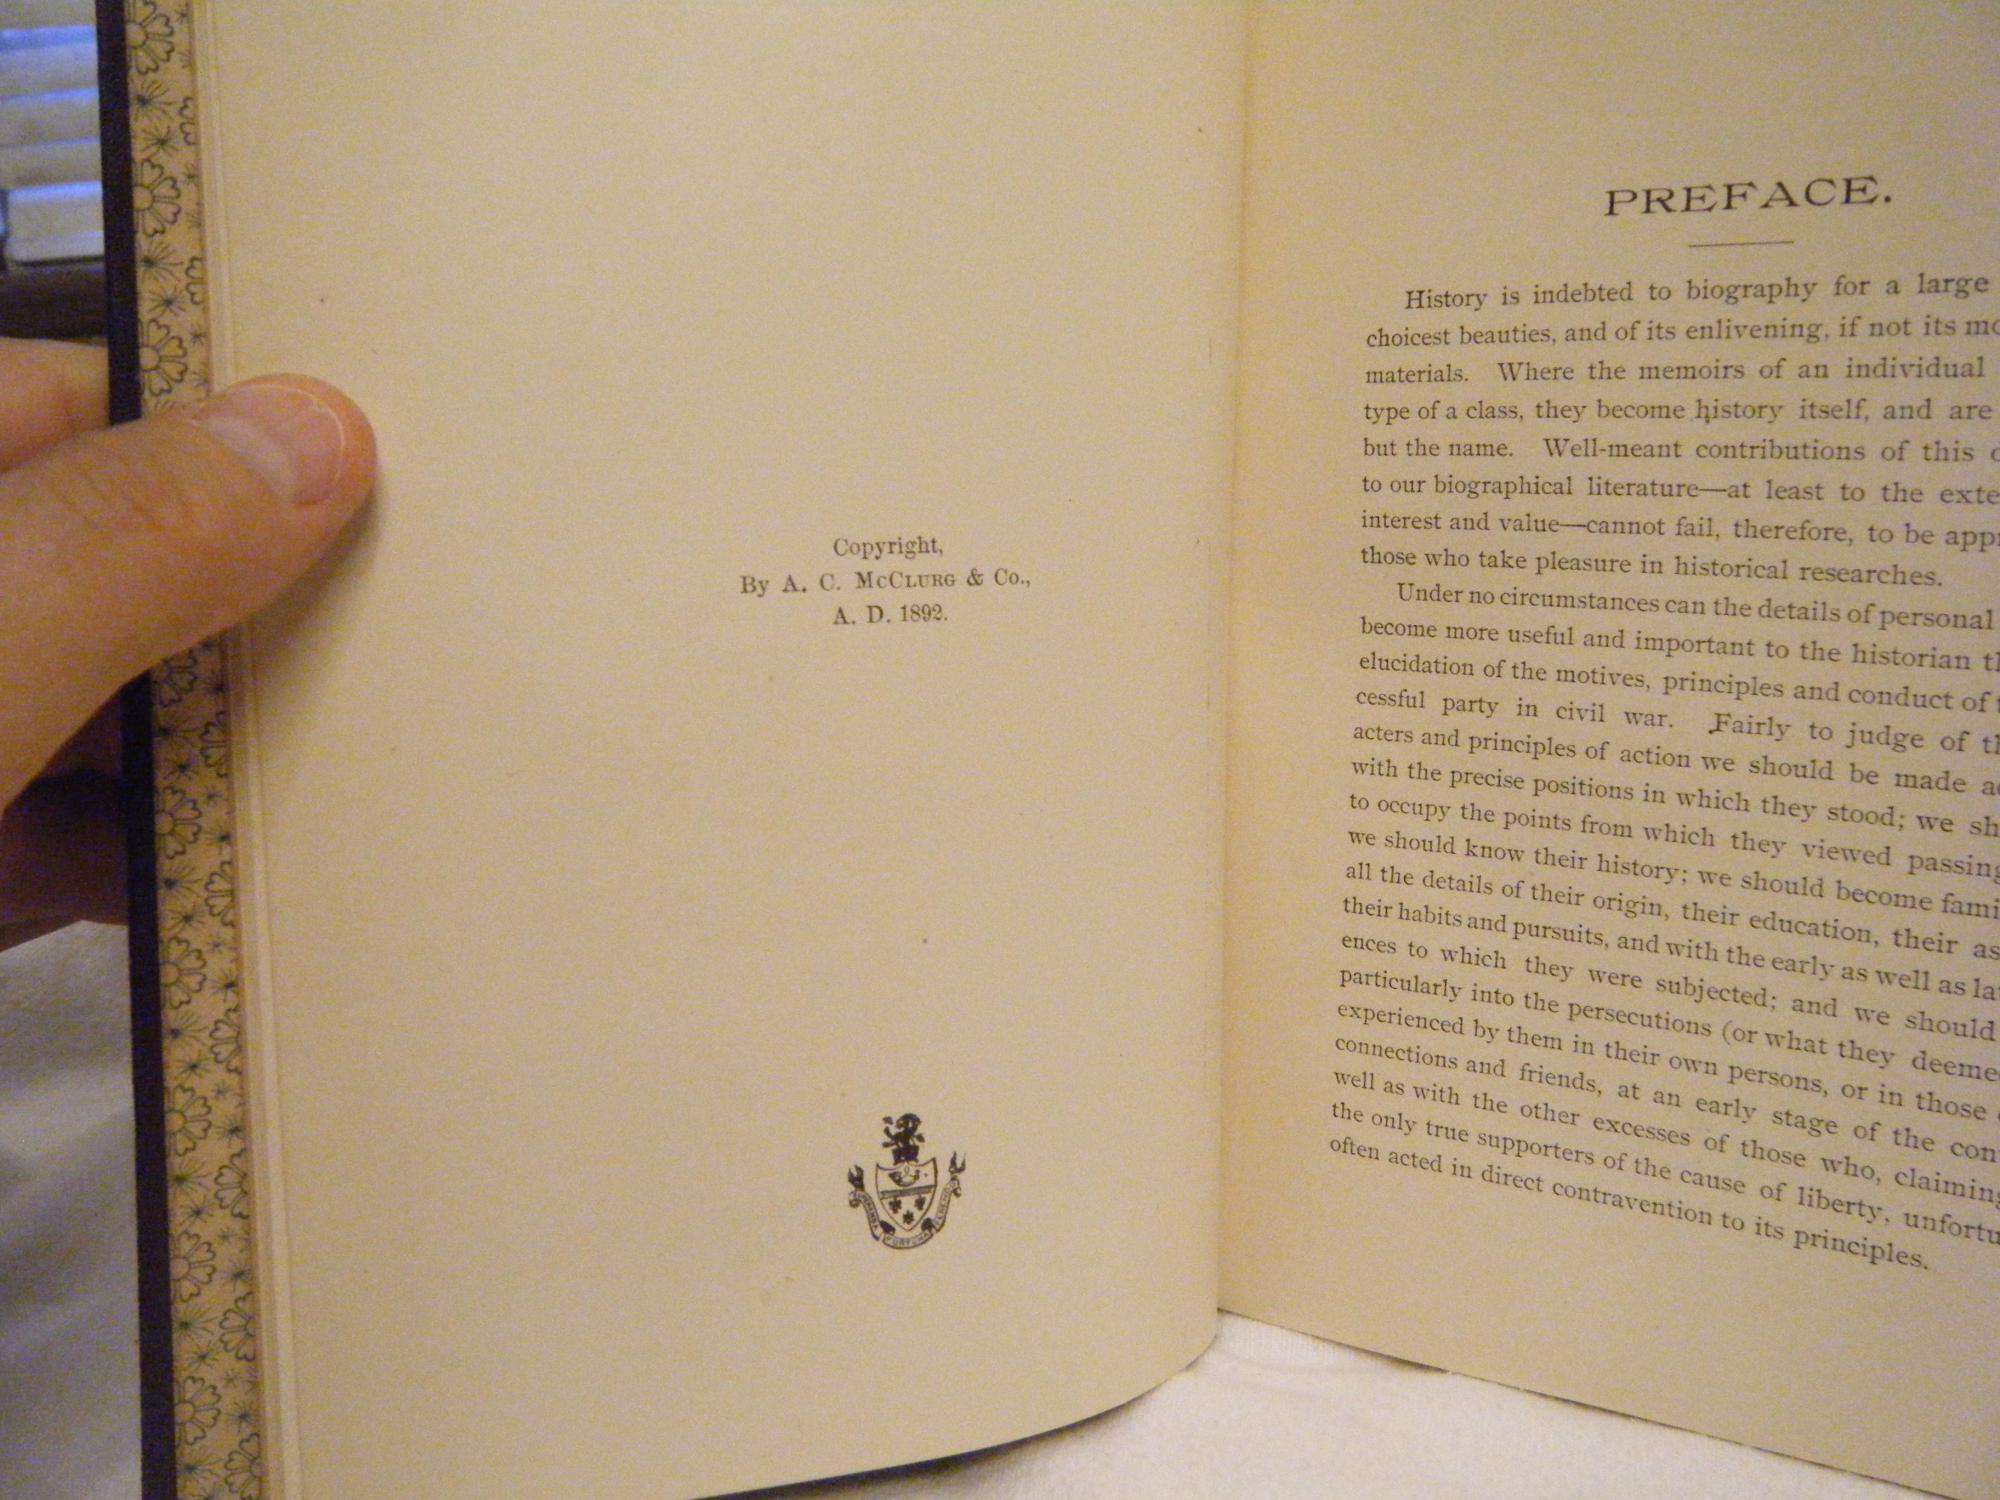 Copyright,
By A. C. McClurg & Co.,
A. D. 1892.
FORTUNA
PREFACE.
History is indebted to biography for a large
choicest beauties, and of its enlivening, if not its mo
materials. Where the memoirs of an individual
type of a class, they become history itself, and are
but the name. Well-meant contributions of this
to our biographical literature—at least to the exte
interest and value—cannot fail, therefore, to be appr
those who take pleasure in historical researches.
Under no circumstances can the details of personal
become more useful and important to the historian th
elucidation of the motives, principles and conduct of
cessful party in civil war. Fairly to judge of th
acters and principles of action we should be made a
with the precise positions in which they stood; we sh
to occupy the points from which they viewed passing
we should know their history; we should become fami
all the details of their origin, their education, their as
their habits and pursuits, and with the early as well as la
ences to which they were subjected; and we should
particularly into the persecutions (or what they deeme
experienced by them in their own persons, or in those
connections and friends, at an early stage of the con
well as with the other excesses of those who, claiming
the only true supporters of the cause of liberty, unfortu
often acted in direct contravention to its principles.